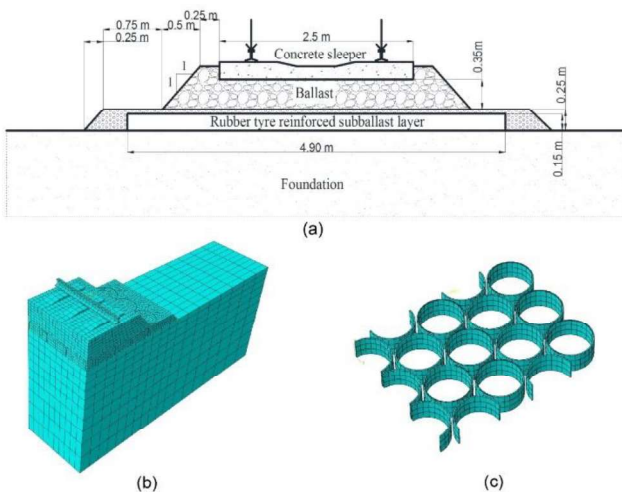 0.25 m
0.75 m 0.5 m
0.25 m
2.5 m
Concrete sleeper
1
1
Ballast
0.35m
Rubber tyre reinforced subballast layer
0.25 m
0.15 m
4.90 m
Foundation
(a)
(b)
(c)